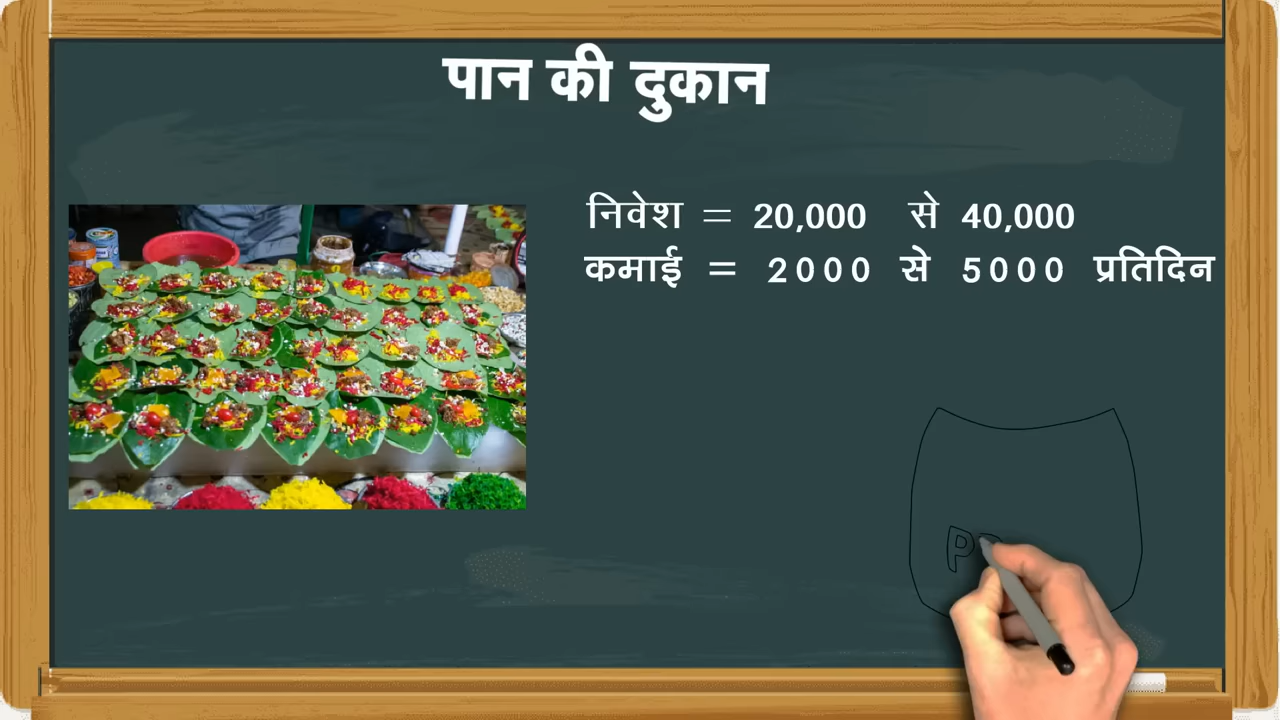 पान की दुकान
निवेश = 20,000 से 40,000
कमाई = 2000 से 5000 प्रतिदिन
P